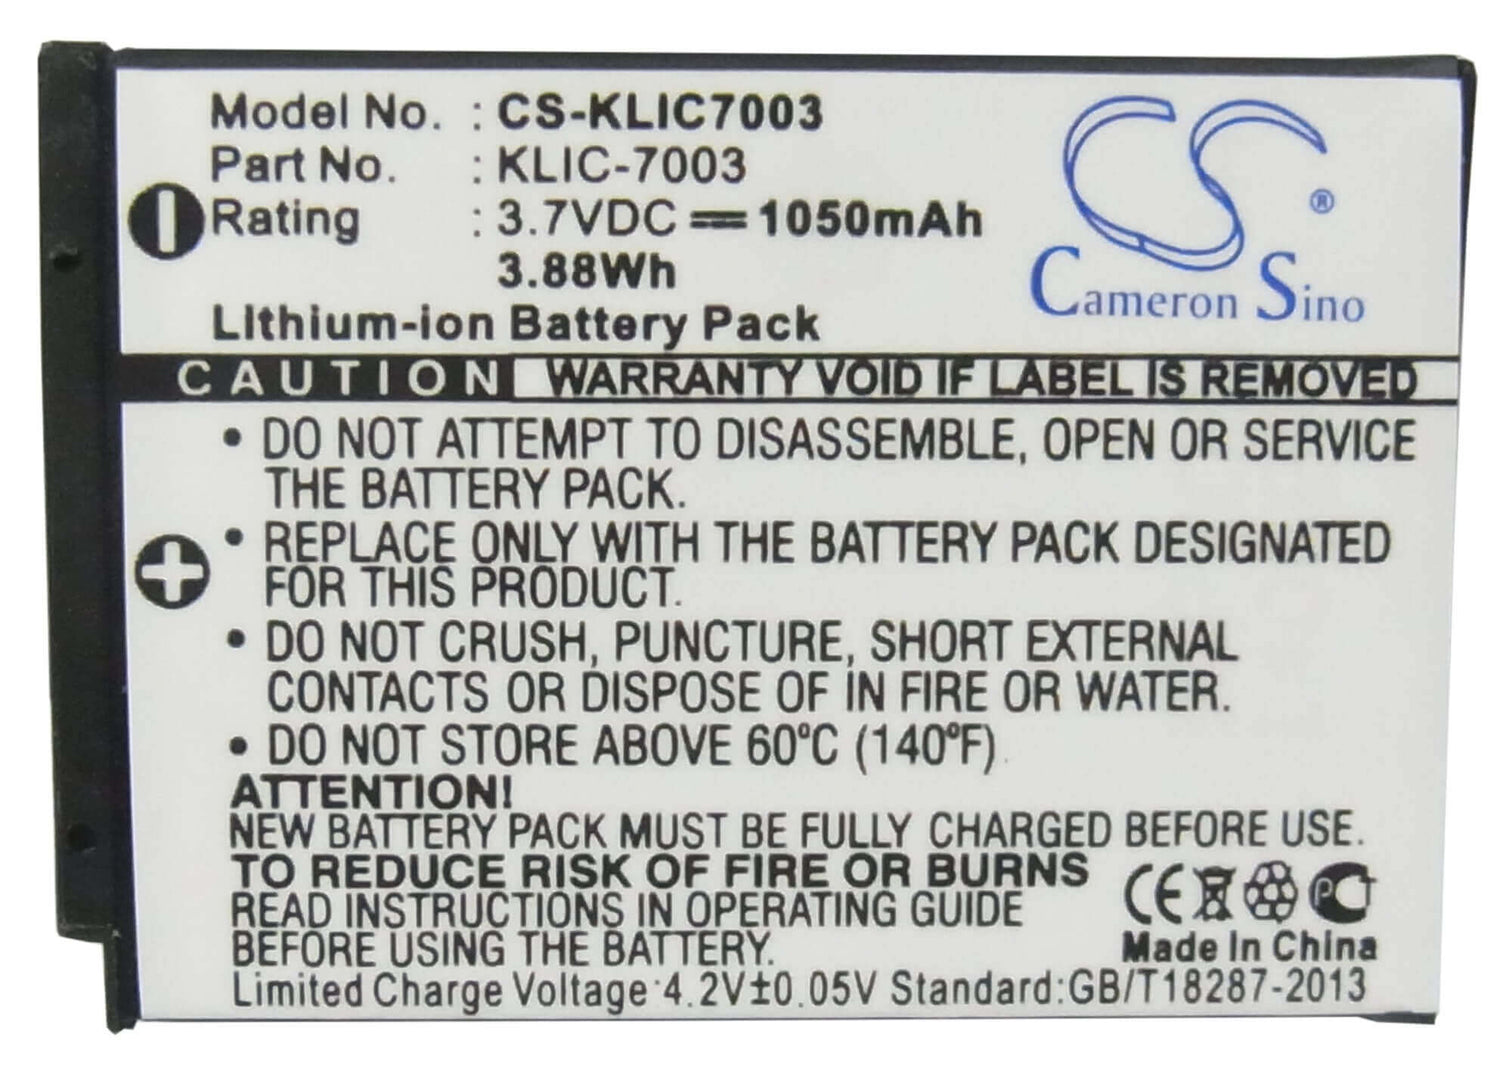 Model No. : CS-KLIC7003
Part No. : KLIC-7003
Rating : 3.7VDC 1050mAh
3.88Wh
Lithium-ion Battery Pack
CS ®
Cameron Sino
CAUTION WARRANTY VOID IF LABEL IS REMOVED
• DO NOT ATTEMPT TO DISASSEMBLE, OPEN OR SERVICE
THE BATTERY PACK.
• REPLACE ONLY WITH THE BATTERY PACK DESIGNATED
FOR THIS PRODUCT.
• DO NOT CRUSH, PUNCTURE, SHORT EXTERNAL
CONTACTS OR DISPOSE OF IN FIRE OR WATER.
• DO NOT STORE ABOVE 60°C (140°F)
ATTENTION!
NEW BATTERY PACK MUST BE FULLY CHARGED BEFORE USE.
TO REDUCE RISK OF FIRE OR BURNS
READ INSTRUCTIONS IN OPERATING GUIDE
BEFORE USING THE BATTERY.
CE PCT
Made In China
Limited Charge Voltage:4.2V±0.05V Standard:GB/T18287-2013